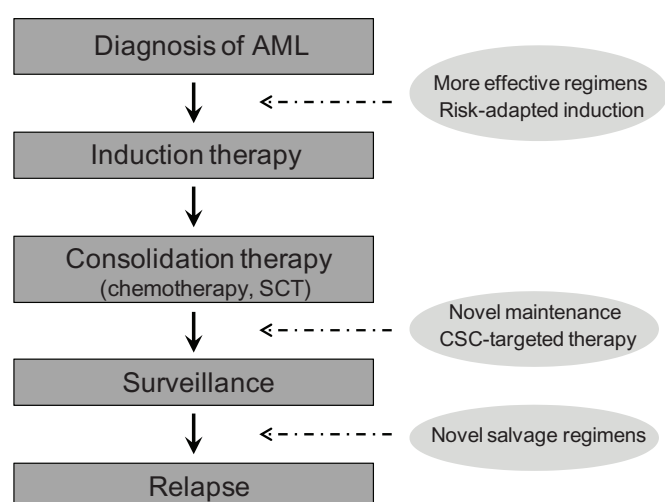 Diagnosis of AML
More effective regimens
Risk-adapted induction
Induction therapy
Consolidation therapy
(chemotherapy, SCT)
Novel maintenance
CSC-targeted therapy
Surveillance
Novel salvage regimens
Relapse